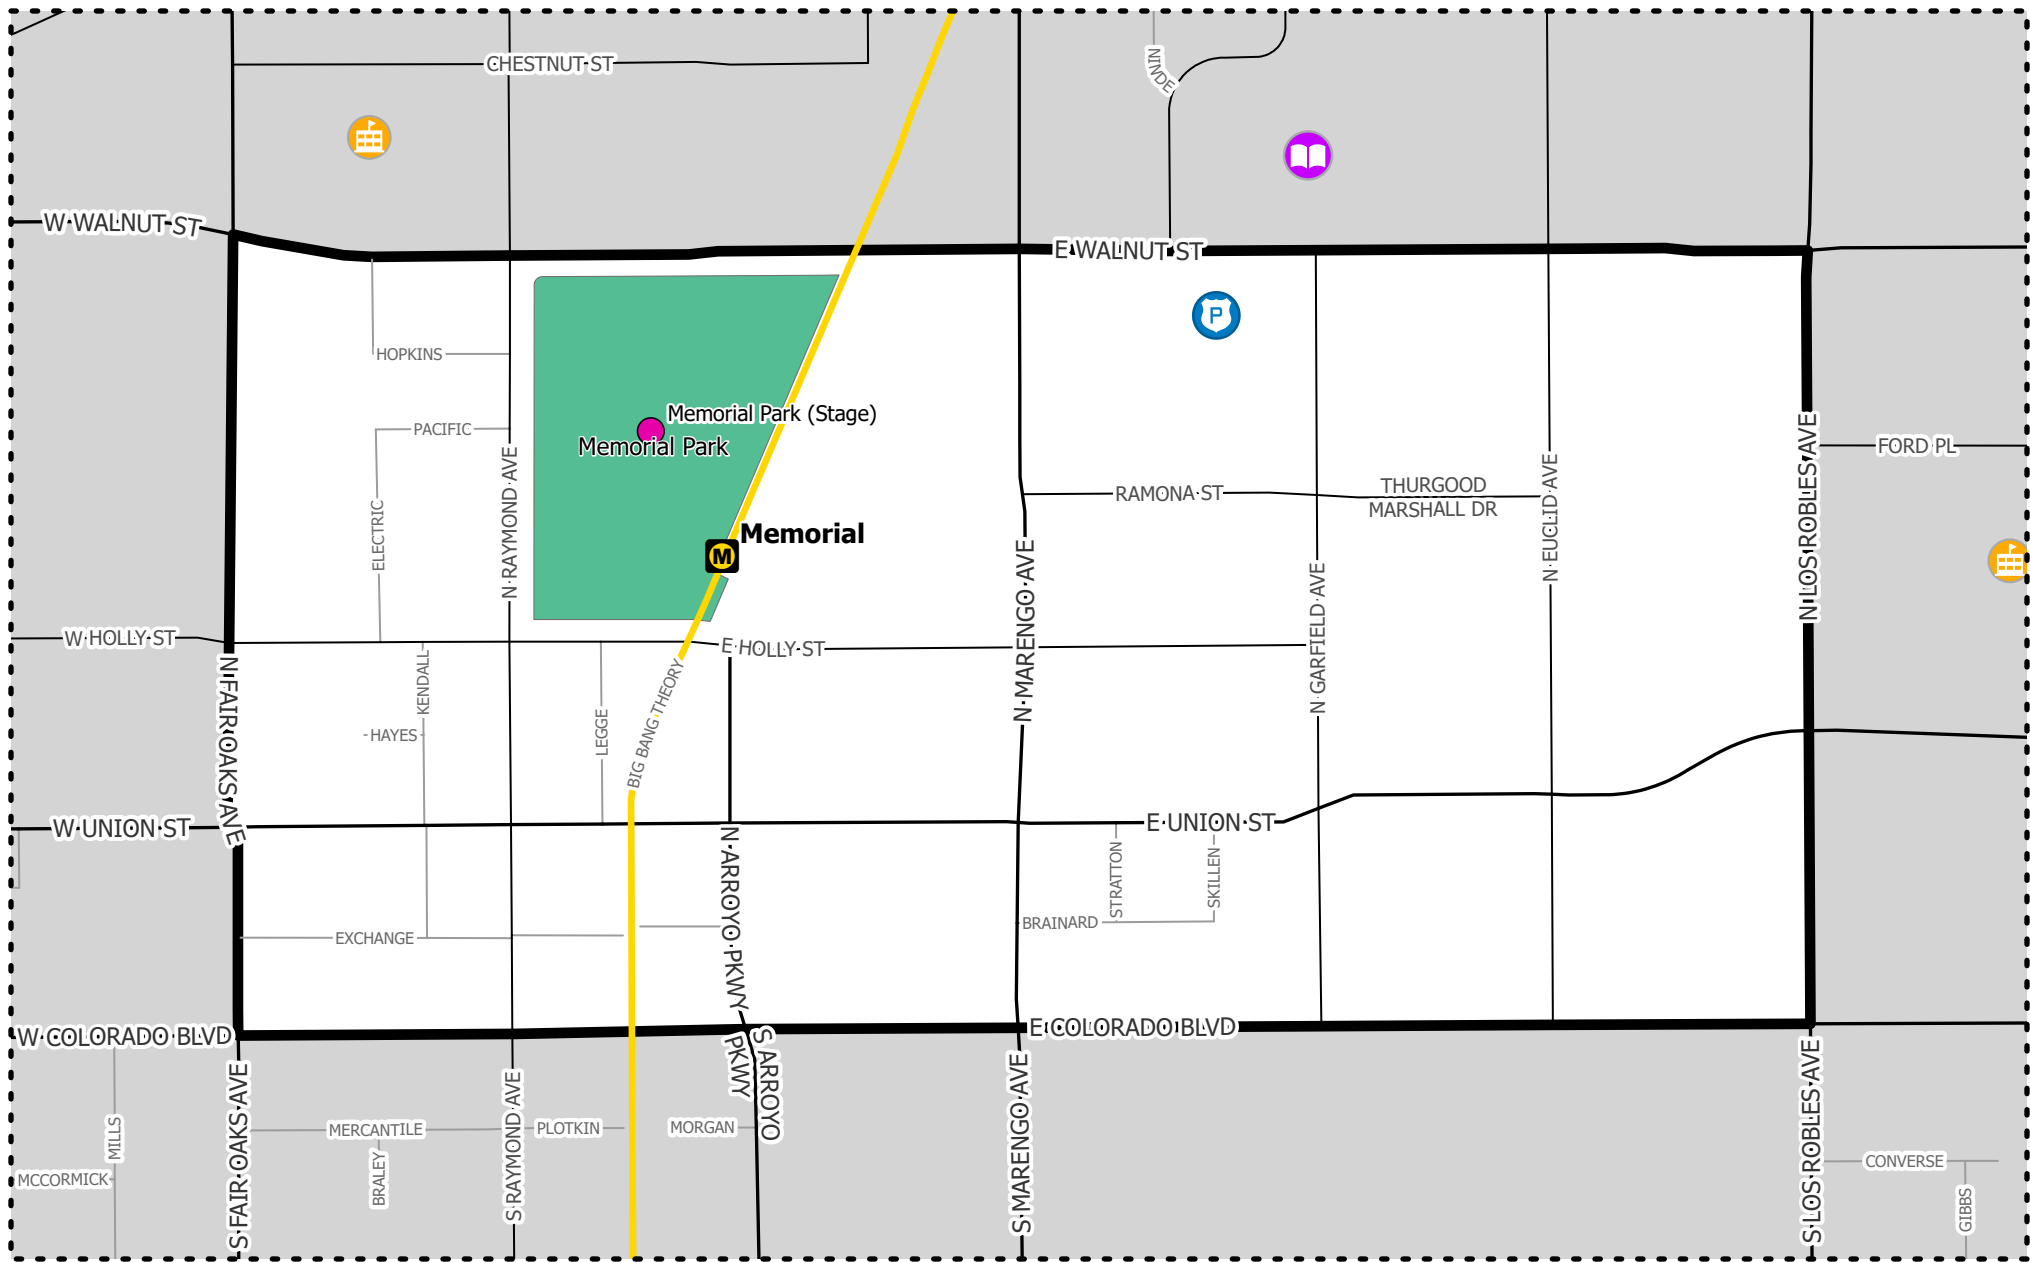 CHESTNUT ST
NINDE
W WALNUT ST
E WALNUT ST
P
HOPKINS
PACIFIC
Memorial Park (Stage)
Memorial Park
N RAYMOND AVE
ELECTRIC
M
Memorial
RAMONA ST
THURGOOD
MARSHALL DR
N EUCLID AVE
N LOS ROBLES AVE
FORD PL
N MARENGO AVE
N GARFIELD AVE
W HOLLY ST
E HOLLY ST
N FAIR OAKS AVE
KENDALL
HAYES
LEGGE
BIG BANG THEORY
W UNION ST
E UNION ST
N ARROYO PKWY
STRATTON
SKILLEN
BRAINARD
EXCHANGE
W COLORADO BLVD
E COLORADO BLVD
S ARROYO
PKWY
S FAIR OAKS AVE
S RAYMOND AVE
S MARENGO AVE
S LOS ROBLES AVE
MILLS
MCCORMICK
MERCANTILE
BRALEY
PLOTKIN
MORGAN
CONVERSE
GIBBS